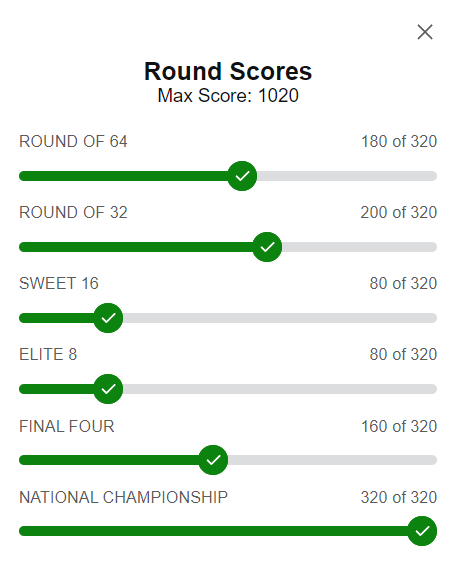 Round Scores
Max Score: 1020
ROUND OF 64 180 of 320
ROUND OF 32 200 of 320
SWEET 16 80 of 320
ELITE 8 80 of 320
FINAL FOUR 160 of 320
NATIONAL CHAMPIONSHIP 320 of 320